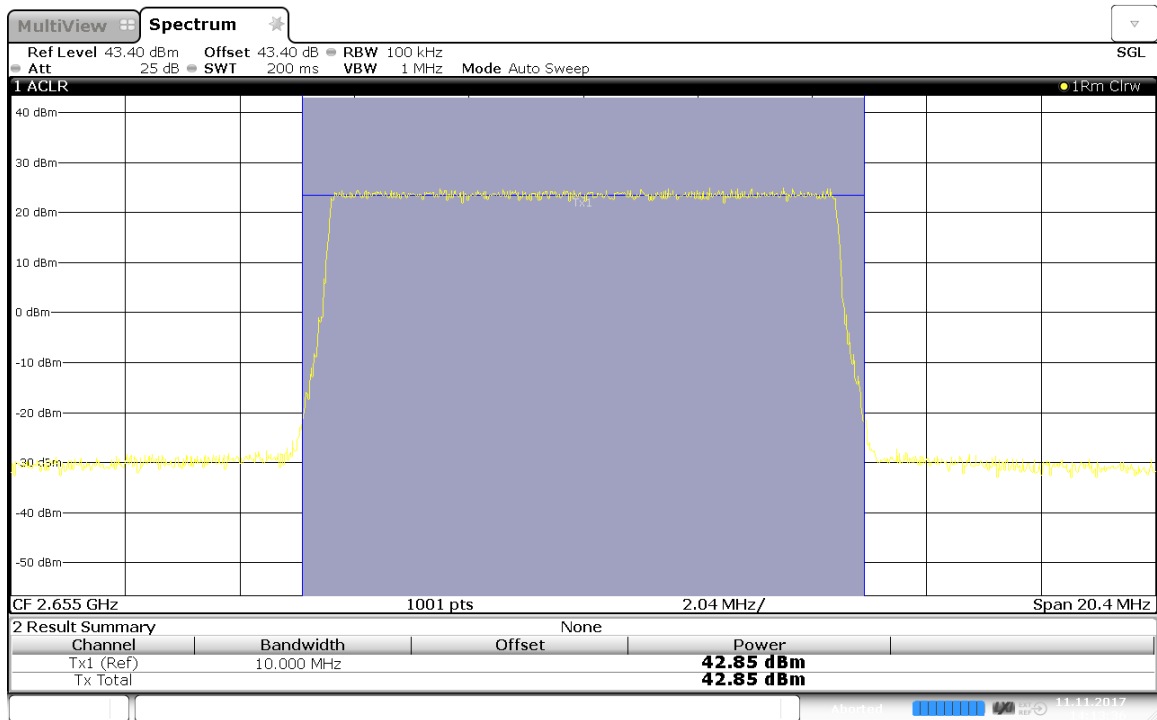 MultiView Spectrum
Ref Level 43.40 dBm Offset 43.40 dB RBW 100 kHz SGL
Att 25 dB SWT 200 ms VBW 1 MHz Mode Auto Sweep
1 ACLR 1Rm Clrw
40 dBm
30 dBm
Tx1
20 dBm
10 dBm
0 dBm
-10 dBm
-20 dBm
-30 dBm
-40 dBm
-50 dBm
CF 2.655 GHz 1001 pts 2.04 MHz/ Span 20.4 MHz
2 Result Summary None
Channel Bandwidth Offset Power
Tx1 (Ref) 10.000 MHz 42.85 dBm
Tx Total 42.85 dBm
Aborted 11.11.2017